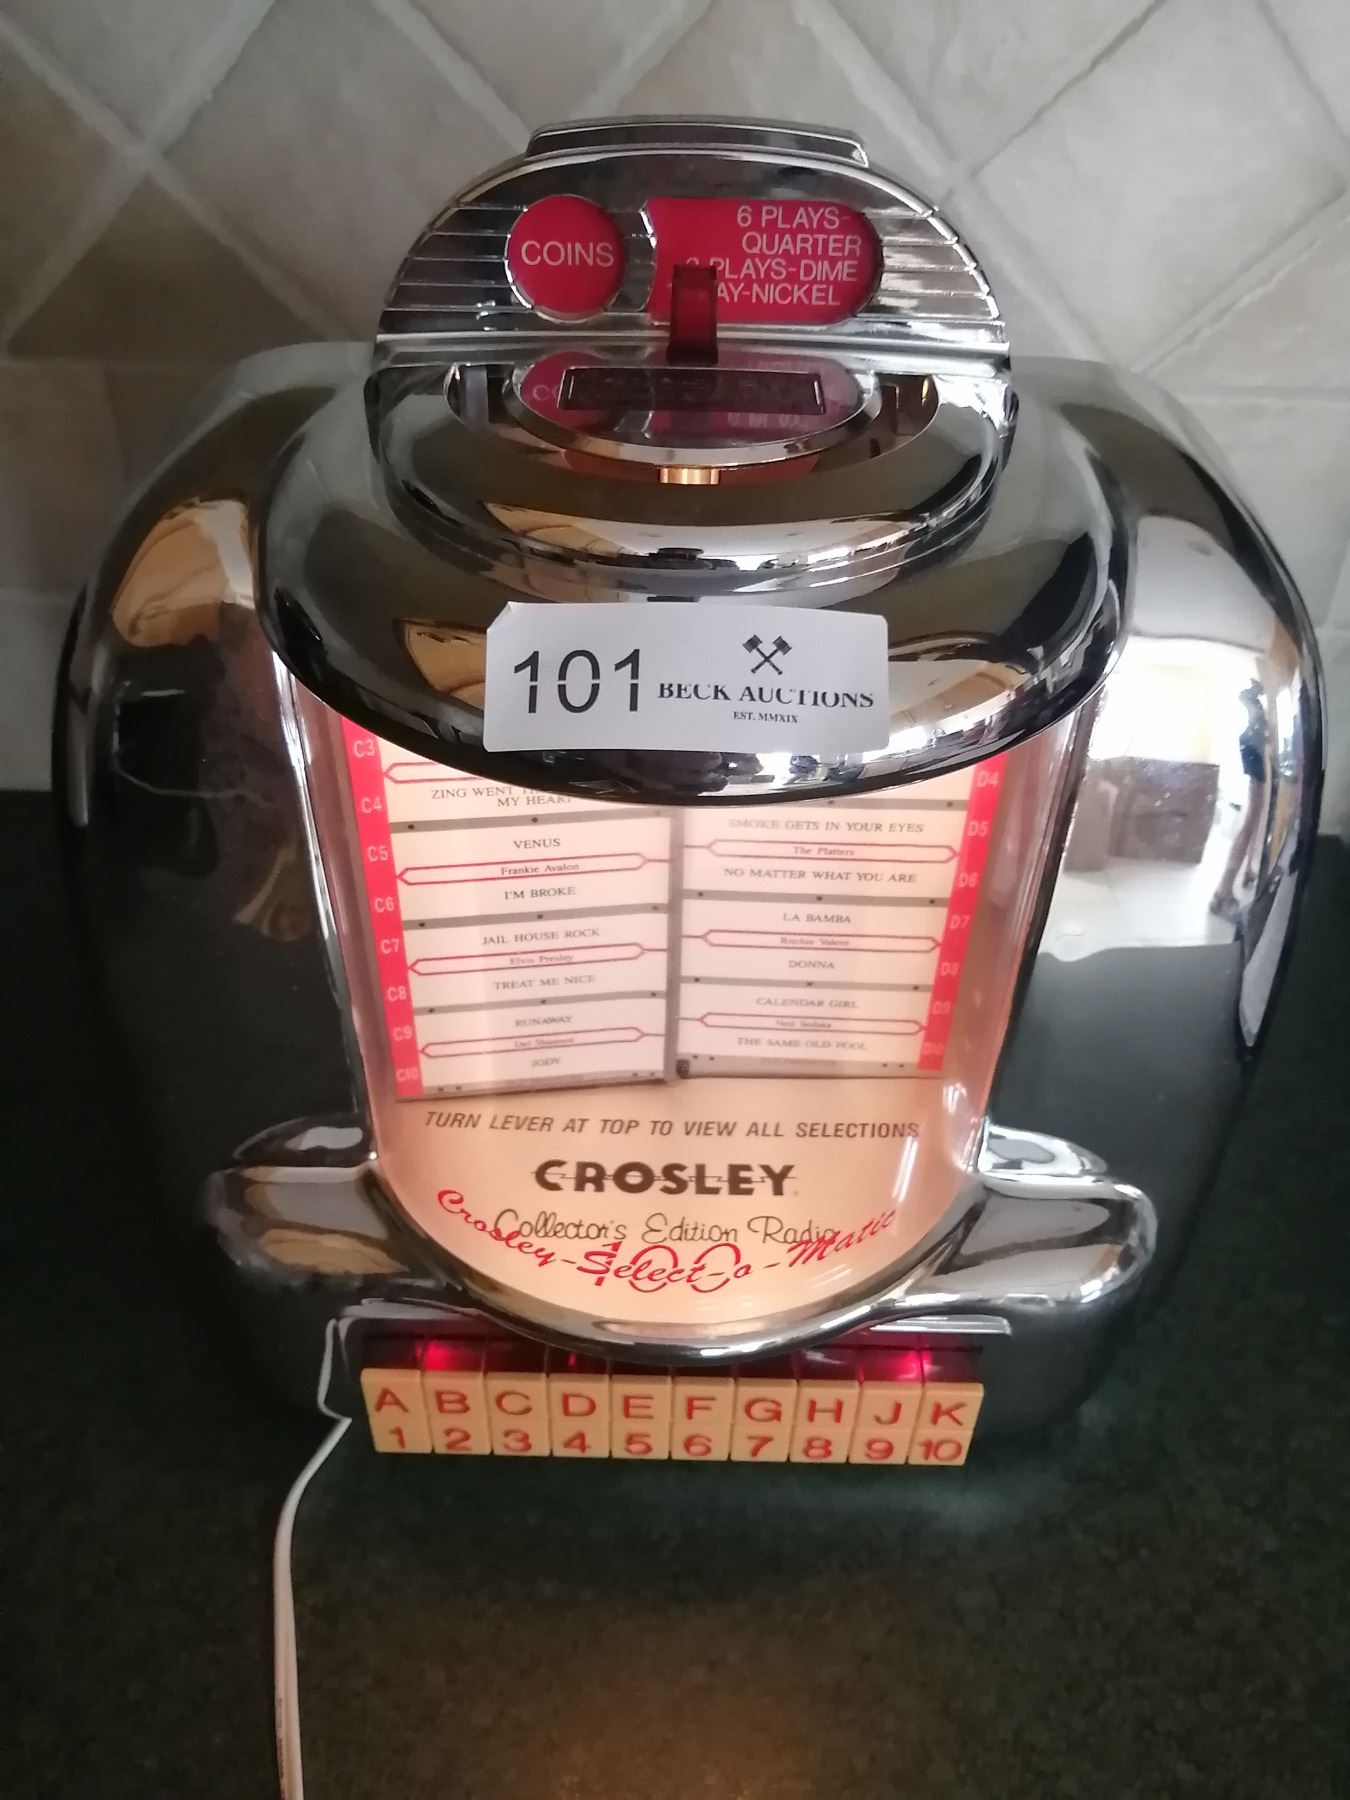 COINS
6 PLAYS-
QUARTER
PLAYS-DIME
AY-NICKEL
101 BECK AUCTIONS
EST. MMXIX
C3
C4
ZING WENT
MY HEAR
C5
VENUS
Frankie Avalon
C6
I'M BROKE
C7
JAIL HOUSE ROCK
Elvis Presley
C8
TREAT ME NICE
C9
RUNAWAY
Del Shannon
C10
JODY
D4
D5
SMOKE GETS IN YOUR EYES
The Platters
D6
NO MATTER WHAT YOU ARE
D7
LA BAMBA
Ritchie Valens
D8
DONNA
D9
CALENDAR GIRL
Neil Sedaka
D10
THE SAME OLD FOOL
TURN LEVER AT TOP TO VIEW ALL SELECTIONS
CROSLEY
Collector's Edition Radio
Crosley-Select-o-Matic
100
A B C D E F G H J K
1 2 3 4 5 6 7 8 9 10